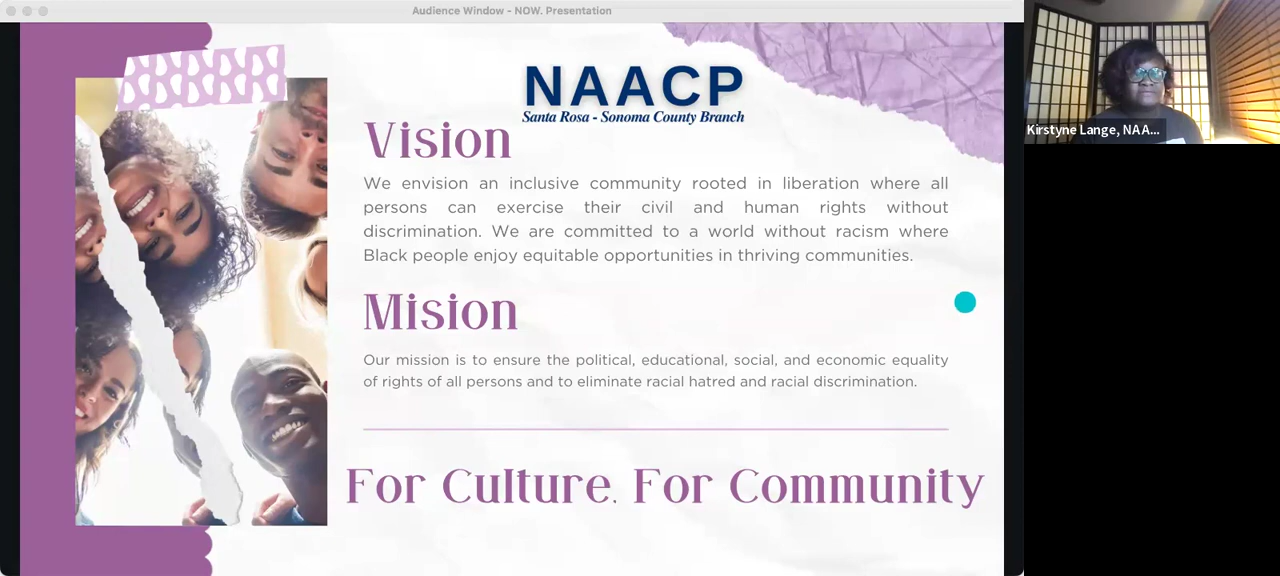 Audience Window - NOW. Presentation
NAACP
Santa Rosa - Sonoma County Branch
Vision
We envision an inclusive community rooted in liberation where all
persons can exercise their civil and human rights without
discrimination. We are committed to a world without racism where
Black people enjoy equitable opportunities in thriving communities.
Mision
Our mission is to ensure the political, educational, social, and economic equality
of rights of all persons and to eliminate racial hatred and racial discrimination.
For Culture. For Community
Kirstyne Lange, NAA...